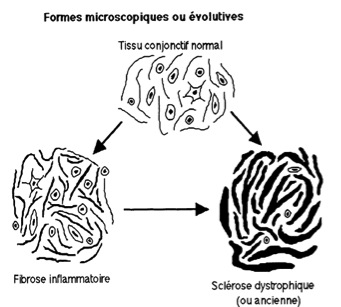 Formes microscopiques ou évolutives
Tissu conjonctif normal
Fibrose inflammatoire
Sclérose dystrophique
(ou ancienne)